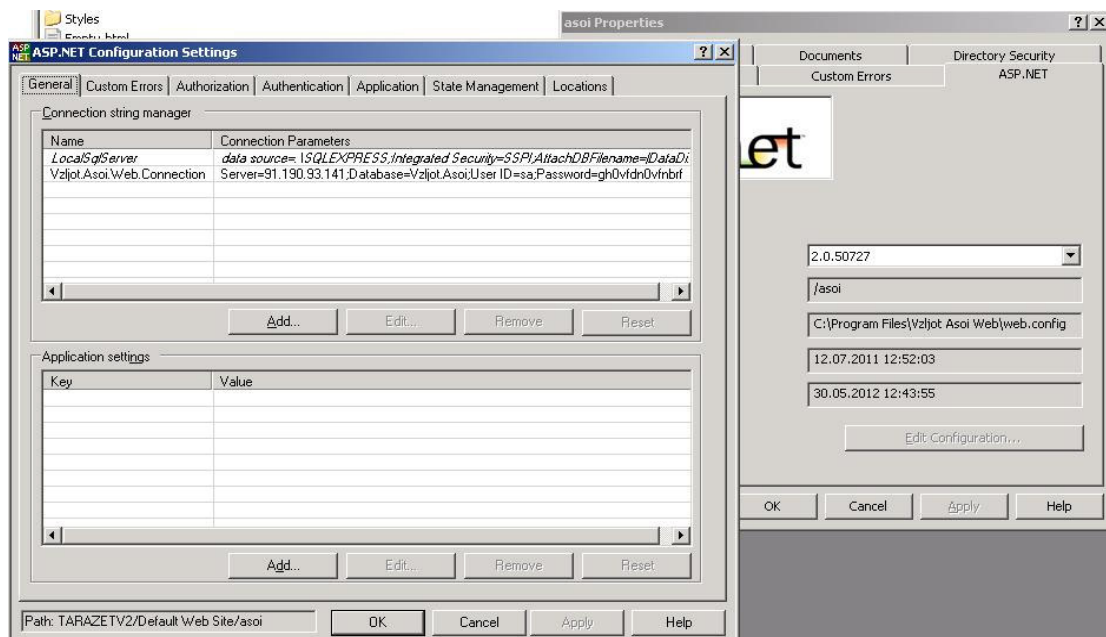 Styles
Empty.html
asoi Properties
ASP.NET Configuration Settings
Documents
Directory Security
Custom Errors
ASP.NET
General
Custom Errors
Authorization
Authentication
Application
State Management
Locations
Connection string manager
Name Connection Parameters
LocalSqlServer data source=.\SQLEXPRESS;Integrated Security=SSPI;AttachDBFilename=|DataDi
Vzljot.Asoi.Web.Connection Server=91.190.93.141;Database=Vzljot.Asoi;User ID=sa;Password=gh0vfdn0vfnbrf
Add... Edit... Remove Reset
Application settings
Key Value
Add... Edit... Remove Reset
Path: TARAZETV2/Default Web Site/asoi
OK Cancel Apply Help
et
2.0.50727
/asoi
C:\Program Files\Vzljot Asoi Web\web.config
12.07.2011 12:52:03
30.05.2012 12:43:55
Edit Configuration...
OK Cancel Apply Help